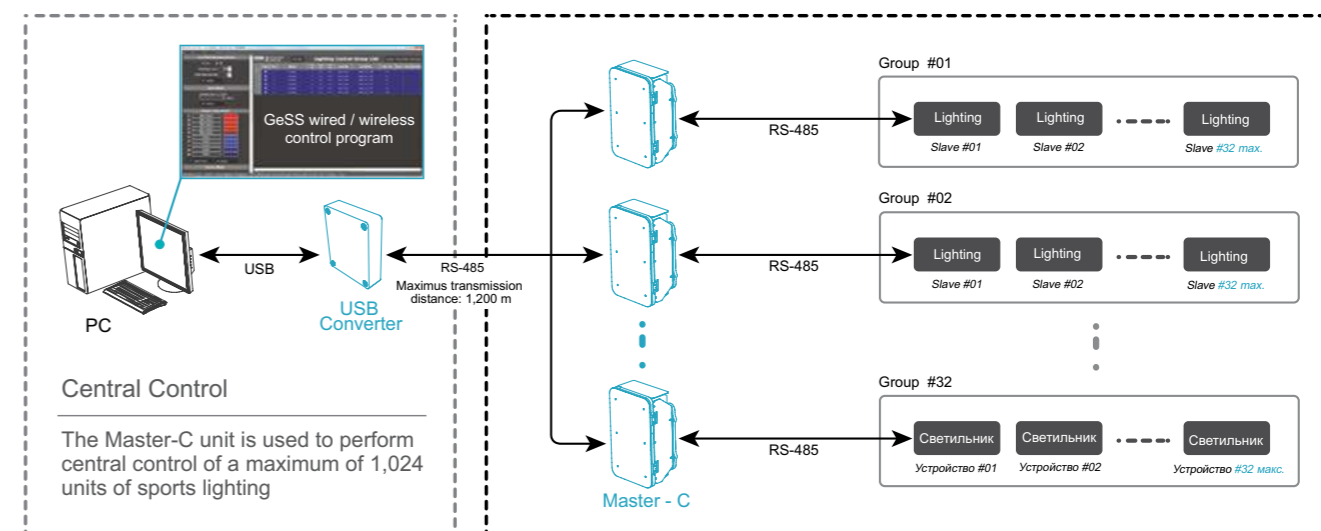 GeSS wired / wireless
control program
PC
USB
USB
Converter
RS-485
Maximus transmission
distance: 1,200 m
Central Control
The Master-C unit is used to perform
central control of a maximum of 1,024
units of sports lighting
Group #01
RS-485
Lighting Lighting Lighting
Slave #01 Slave #02 Slave #32 max.
Group #02
RS-485
Lighting Lighting Lighting
Slave #01 Slave #02 Slave #32 max.
Group #32
RS-485
Светильник Светильник Светильник
Устройство #01 Устройство #02 Устройство #32 макс.
Master - C